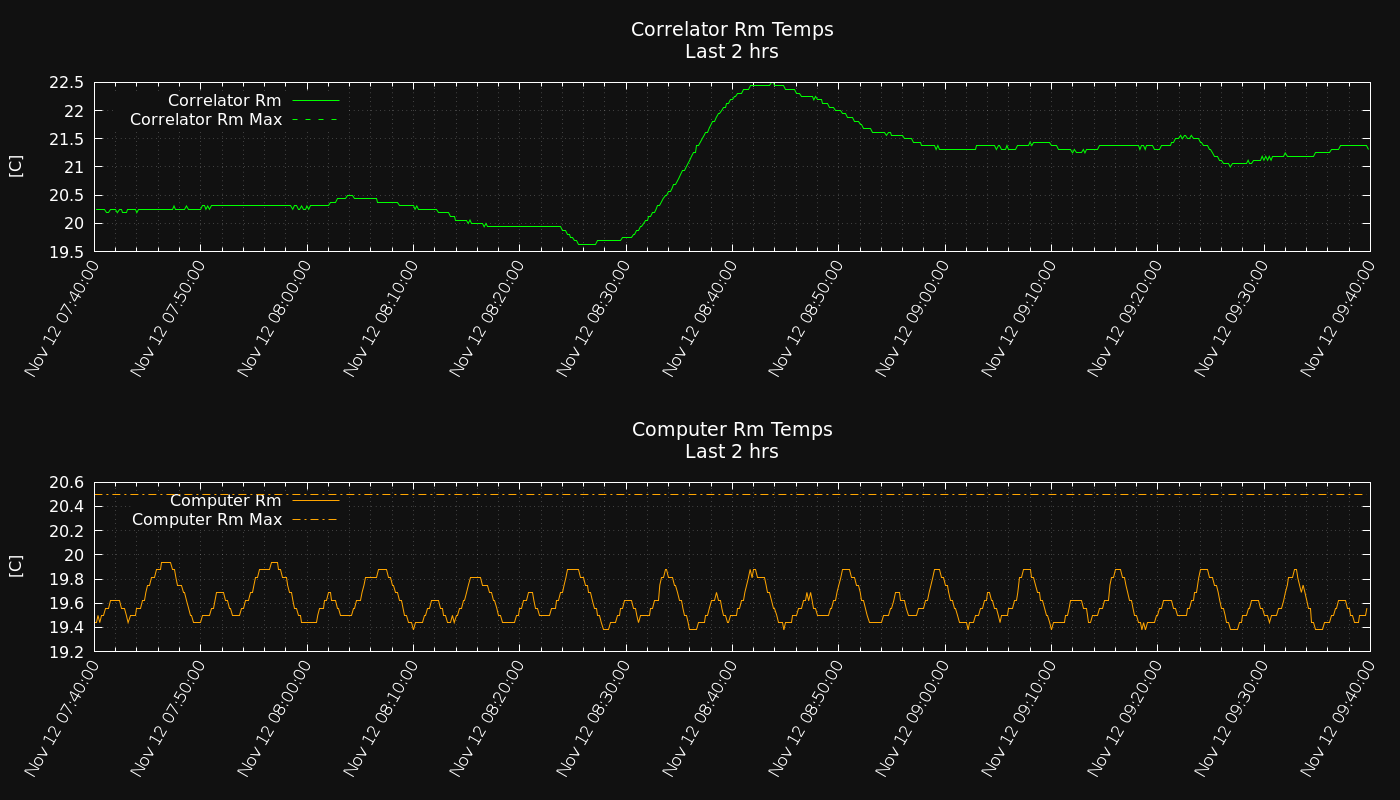 Correlator Rm Temps
Last 2 hrs
22.5
22
21.5
21
20.5
20
19.5
[C]
Correlator Rm
Correlator Rm Max
Nov 12 07:40:00
Nov 12 07:50:00
Nov 12 08:00:00
Nov 12 08:10:00
Nov 12 08:20:00
Nov 12 08:30:00
Nov 12 08:40:00
Nov 12 08:50:00
Nov 12 09:00:00
Nov 12 09:10:00
Nov 12 09:20:00
Nov 12 09:30:00
Nov 12 09:40:00
Computer Rm Temps
Last 2 hrs
20.6
20.4
20.2
20
19.8
19.6
19.4
19.2
[C]
Computer Rm
Computer Rm Max
Nov 12 07:40:00
Nov 12 07:50:00
Nov 12 08:00:00
Nov 12 08:10:00
Nov 12 08:20:00
Nov 12 08:30:00
Nov 12 08:40:00
Nov 12 08:50:00
Nov 12 09:00:00
Nov 12 09:10:00
Nov 12 09:20:00
Nov 12 09:30:00
Nov 12 09:40:00